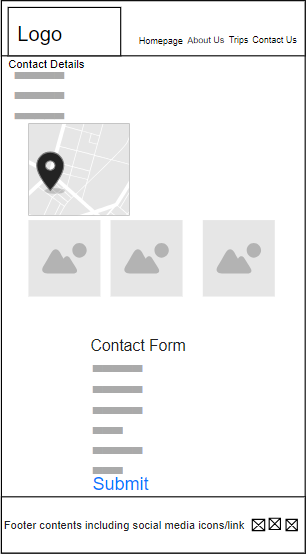 Logo
Homepage About Us Trips Contact Us
Contact Details
Contact Form
Submit
Footer contents including social media icons/link